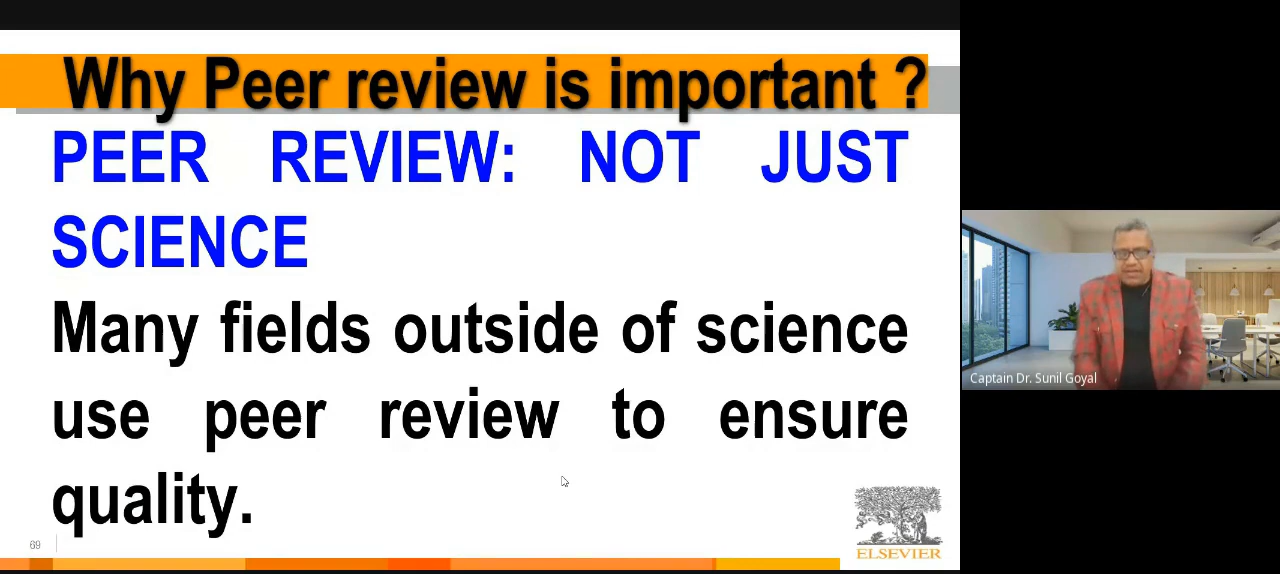 Why Peer review is important ?
PEER REVIEW: NOT JUST
SCIENCE
Many fields outside of science
use peer review to ensure
quality.
69
ELSEVIER
Captain Dr. Sunil Goyal